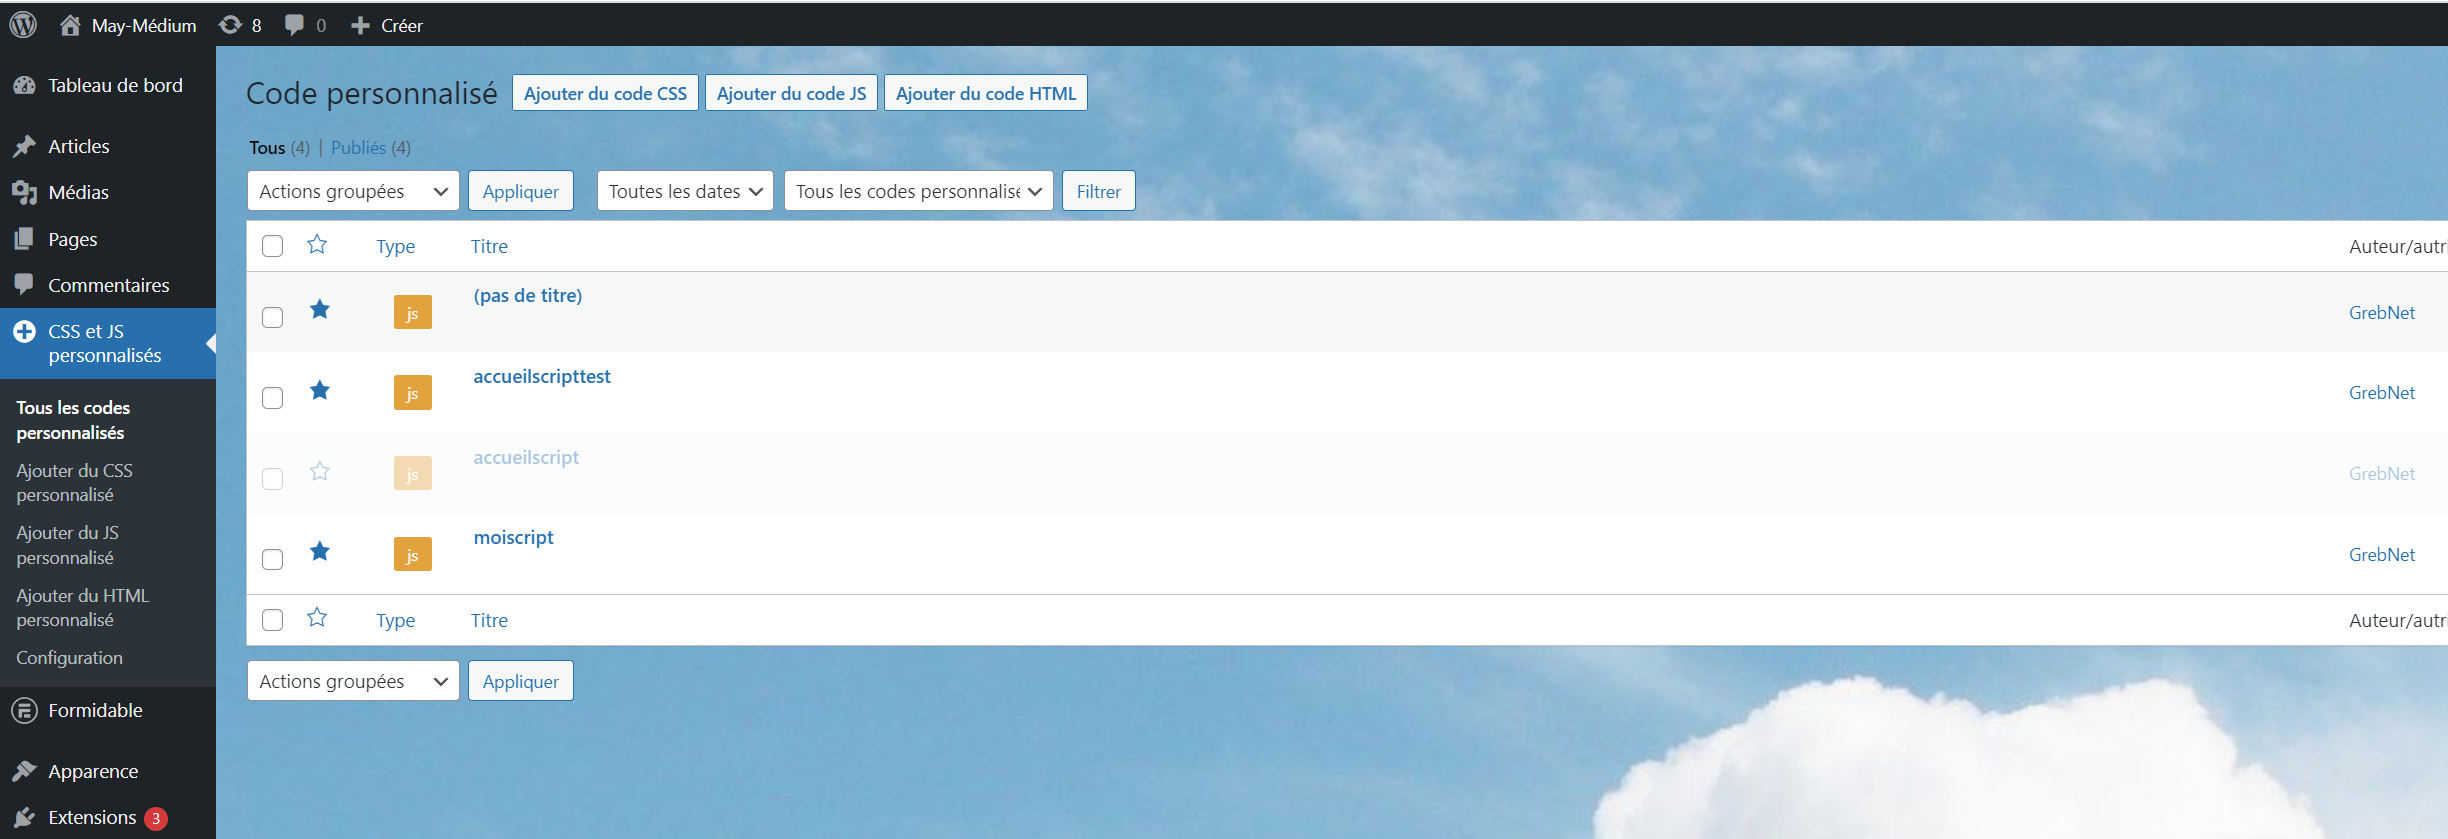 May-Médium 8 0 Créer
Tableau de bord
Articles
Médias
Pages
Commentaires
CSS et JS
personnalisés
Tous les codes
personnalisés
Ajouter du CSS
personnalisé
Ajouter du JS
personnalisé
Ajouter du HTML
personnalisé
Configuration
Formidable
Apparence
Extensions 3
Code personnalisé Ajouter du code CSS Ajouter du code JS Ajouter du code HTML
Tous (4) | Publiés (4)
Actions groupées Appliquer Toutes les dates Tous les codes personnalisé Filtrer
Type Titre Auteur/autri
js (pas de titre) GrebNet
js accueilscripttest GrebNet
js accueilscript GrebNet
js moiscript GrebNet
Type Titre Auteur/autri
Actions groupées Appliquer